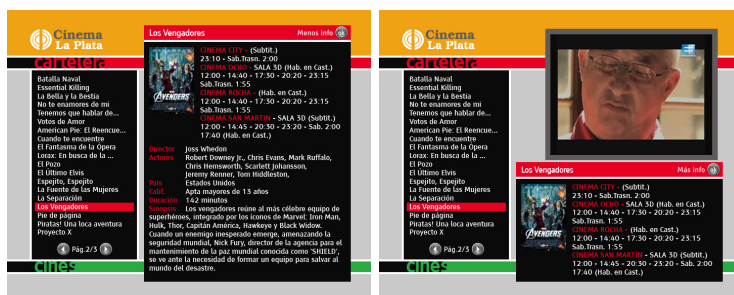 Cinema
La Plata
cartelera
Batalla Naval
Essential Killing
La Bella y la Bestia
No te enamores de mi
Tenemos que hablar de...
Votos de Amor
American Pie: El Reencue...
Cuando te encuentre
El Fantasma de la Ópera
Lorax: En busca de la ...
El Pozo
El Último Elvis
Espejito, Espejito
La Fuente de las Mujeres
La Separación
Los Vengadores
Pie de página
Piratas! Una loca aventura
Proyecto X
Pág.2/3
cines
Los Vengadores Menos info ok
THE AVENGERS
CINEMA CITY - (Subtit.)
23:10 - Sab.Trasn. 2:00
CINEMA OCHO - SALA 3D (Hab. en Cast.)
12:00 - 14:40 - 17:30 - 20:20 - 23:15
Sab.Trasn. 1:55
CINEMA ROCHA - (Hab. en Cast.)
12:00 - 14:40 - 17:30 - 20:20 - 23:15
Sab.Trasn. 1:55
CINEMA SAN MARTIN - SALA 3D (Subtit.)
12:00 - 14:45 - 20:30 - 23:20 - Sab. 2:00
17:40 (Hab. en Cast.)
Director Joss Whedon
Actores Robert Downey Jr., Chris Evans, Mark Ruffalo,
Chris Hemsworth, Scarlett Johansson,
Jeremy Renner, Tom Hiddleston,
País Estados Unidos
Calif. Apta mayores de 13 años
Duración 142 minutos
Sinopsis Los vengadores reúne al más célebre equipo de
superhéroes, integrado por los íconos de Marvel: Iron Man,
Hulk, Thor, Capitán América, Hawkeye y Black Widow.
Cuando un enemigo inesperado emerge, amenazando la
seguridad mundial, Nick Fury, director de la agencia para el
mantenimiento de la paz mundial conocida como 'SHIELD',
se ve ante la necesidad de formar un equipo para salvar al
mundo del desastre.
Cinema
La Plata
cartelera
Batalla Naval
Essential Killing
La Bella y la Bestia
No te enamores de mi
Tenemos que hablar de...
Votos de Amor
American Pie: El Reencue...
Cuando te encuentre
El Fantasma de la Ópera
Lorax: En busca de la ...
El Pozo
El Último Elvis
Espejito, Espejito
La Fuente de las Mujeres
La Separación
Los Vengadores
Pie de página
Piratas! Una loca aventura
Proyecto X
Pág.2/3
cines
Los Vengadores Más info ok
AVENGERS
CINEMA CITY - (Subtit.)
23:10 - Sab.Trasn. 2:00
CINEMA OCHO - SALA 3D (Hab. en Cast.)
12:00 - 14:40 - 17:30 - 20:20 - 23:15
Sab.Trasn. 1:55
CINEMA ROCHA - (Hab. en Cast.)
12:00 - 14:40 - 17:30 - 20:20 - 23:15
Sab.Trasn. 1:55
CINEMA SAN MARTIN - SALA 3D (Subtit.)
12:00 - 14:45 - 20:30 - 23:20 - Sab. 2:00
17:40 (Hab. en Cast.)